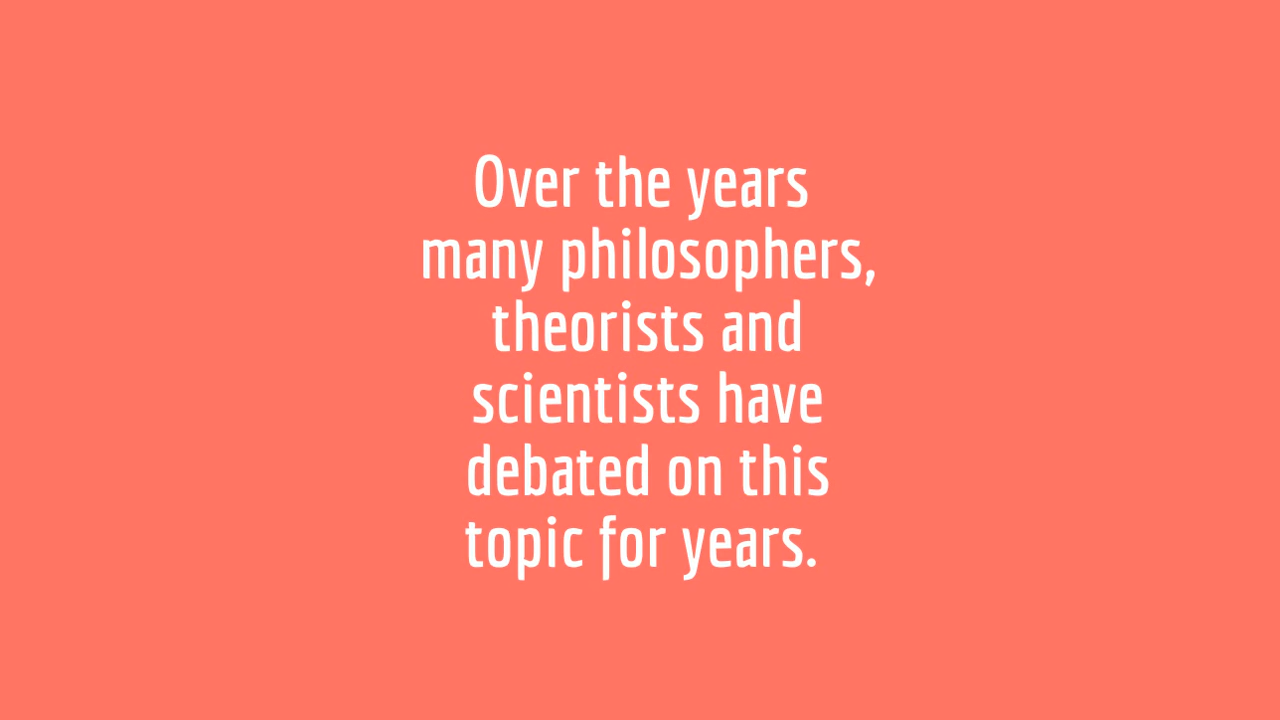 Over the years
many philosophers,
theorists and
scientists have
debated on this
topic for years.